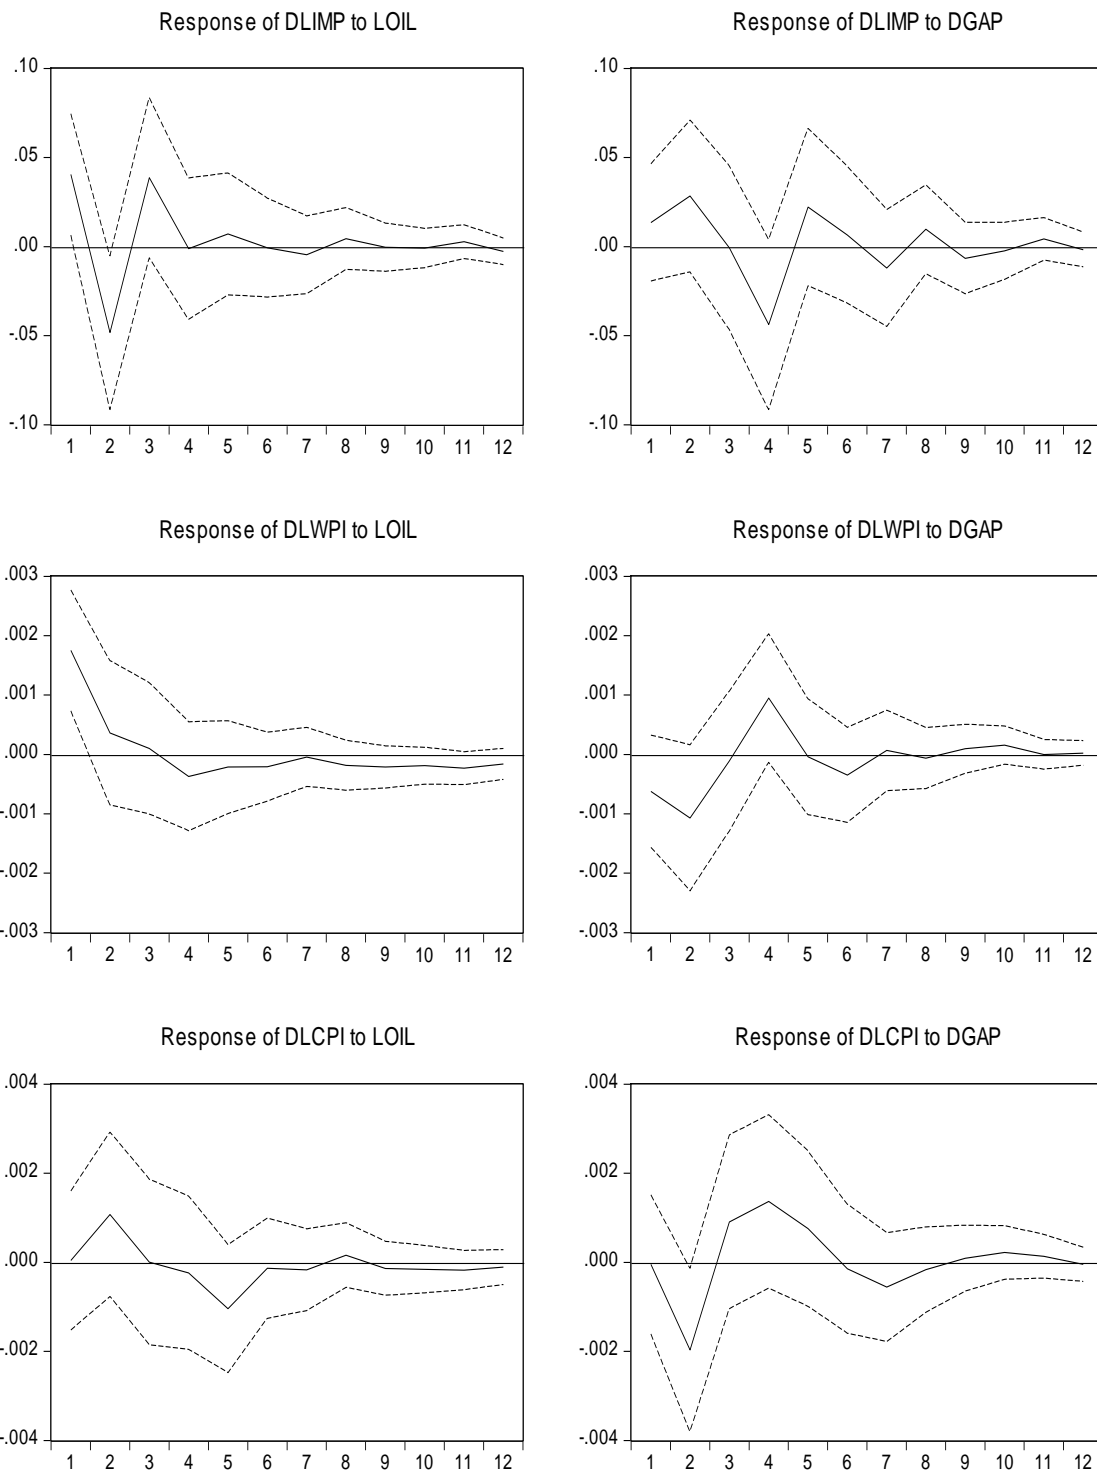 Response of DLIMP to LOIL
.10
.05
.00
-.05
-.10
1 2 3 4 5 6 7 8 9 10 11 12
Response of DLIMP to DGAP
.10
.05
.00
-.05
-.10
1 2 3 4 5 6 7 8 9 10 11 12
Response of DLWPI to LOIL
.003
.002
.001
.000
-.001
-.002
-.003
1 2 3 4 5 6 7 8 9 10 11 12
Response of DLWPI to DGAP
.003
.002
.001
.000
-.001
-.002
-.003
1 2 3 4 5 6 7 8 9 10 11 12
Response of DLCPI to LOIL
.004
.002
.000
-.002
-.004
1 2 3 4 5 6 7 8 9 10 11 12
Response of DLCPI to DGAP
.004
.002
.000
-.002
-.004
1 2 3 4 5 6 7 8 9 10 11 12